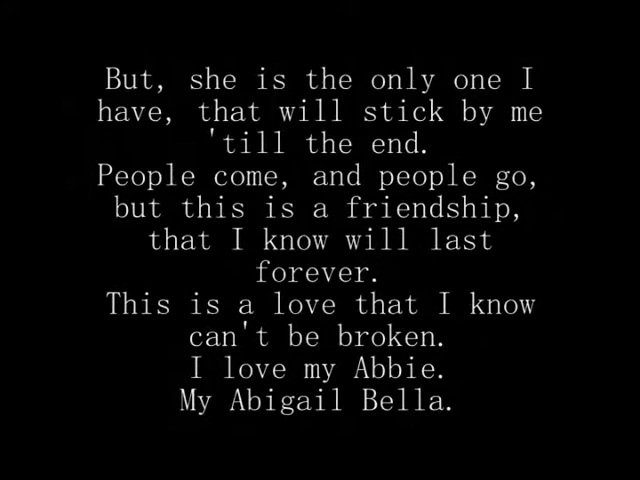 But, she is the only one I
have, that will stick by me
'till the end.
People come, and people go,
but this is a friendship,
that I know will last
forever.
This is a love that I know
can't be broken.
I love my Abbie.
My Abigail Bella.